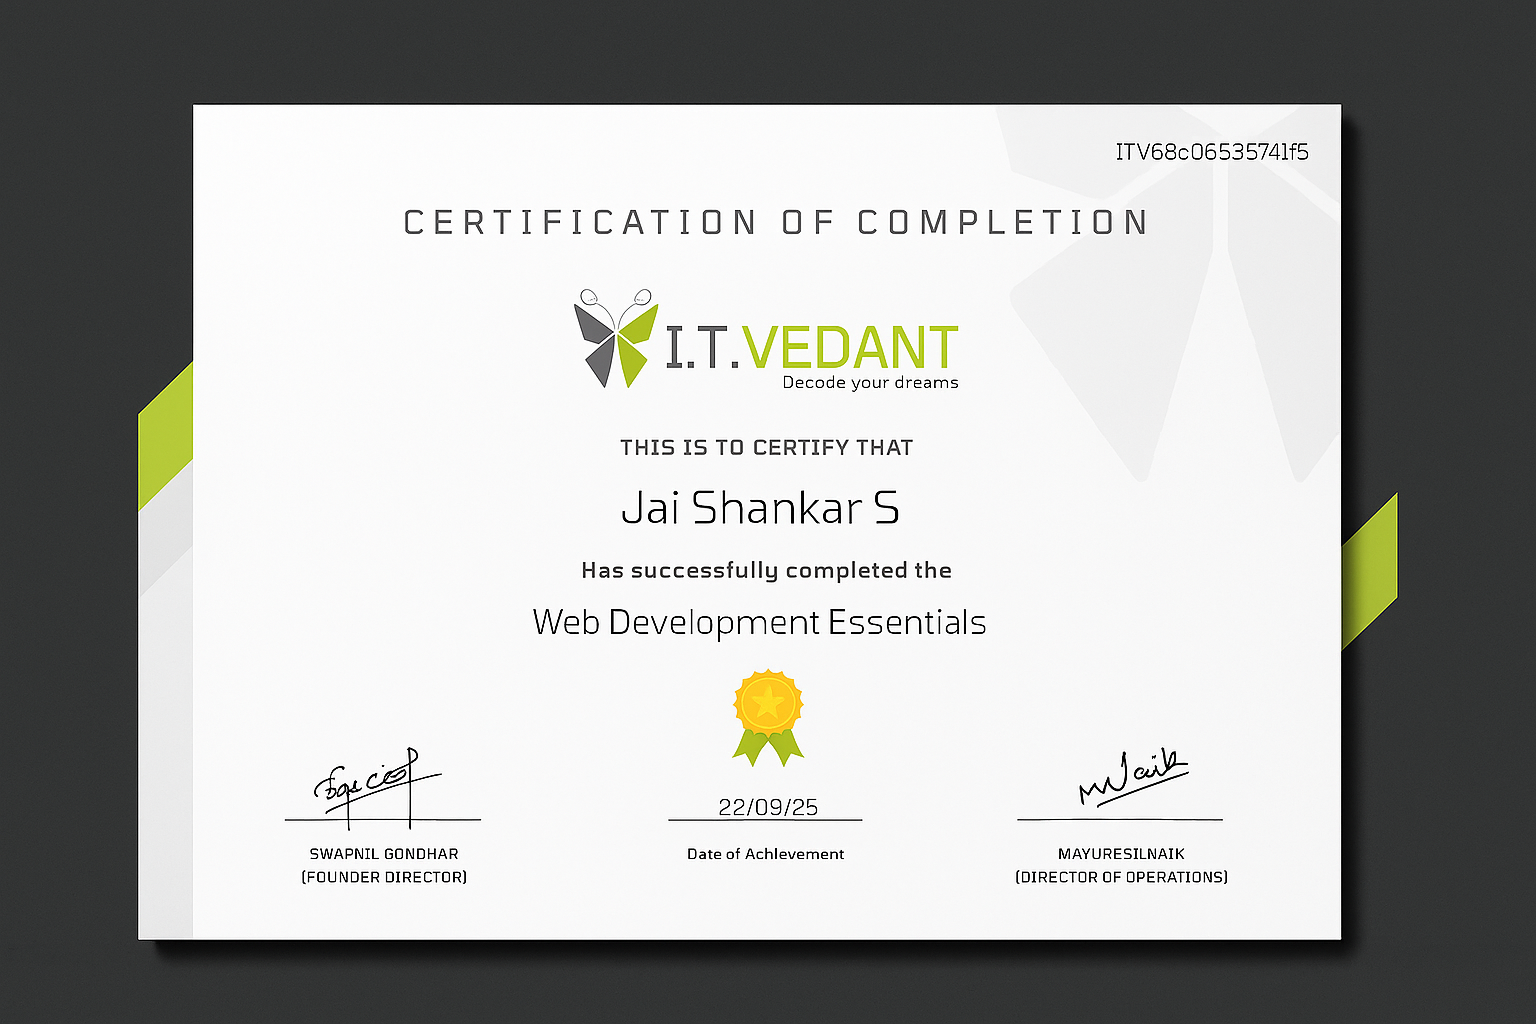 ITV68c06535741f5
CERTIFICATION OF COMPLETION
I.T.VEDANT
Decode your dreams
THIS IS TO CERTIFY THAT
Jai Shankar S
Has successfully completed the
Web Development Essentials
22/09/25
SWAPNIL GONDHAR
(FOUNDER DIRECTOR)
Date of Achlevement
MAYURESILNAIK
(DIRECTOR OF OPERATIONS)